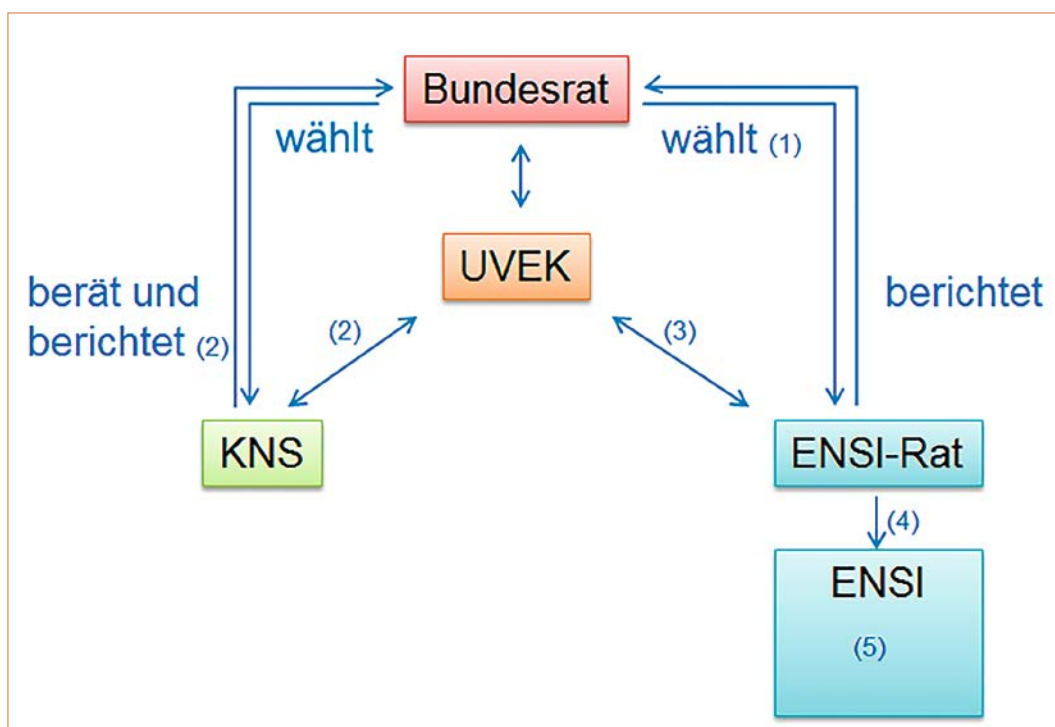 Bundesrat
wählt
wählt (1)
UVEK
berät und
berichtet (2)
(2)
(3)
berichtet
KNS
ENSI-Rat
(4)
ENSI
(5)